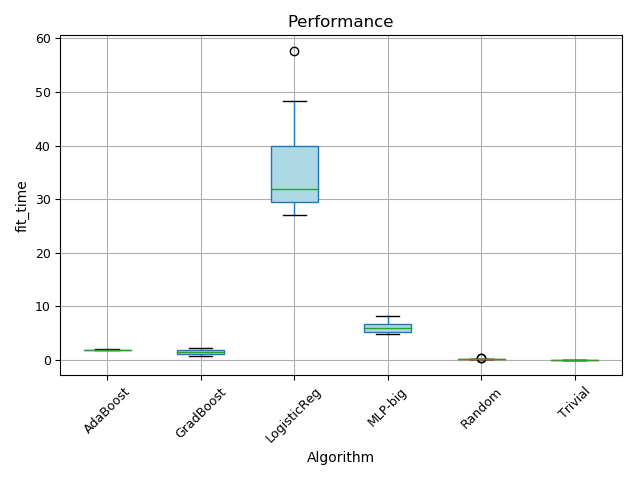 Performance
60
50
40
30
20
10
0
fit_time
AdaBoost
GradBoost
LogisticReg
MLP-big
Random
Trivial
Algorithm